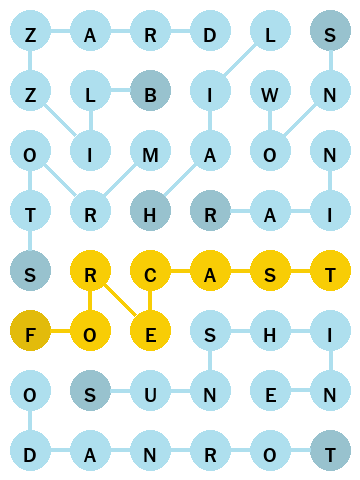 Z A R D L S
Z L B I W N
O I M A O N
T R H R A I
S R C A S T
F O E S H I
O S U N E N
D A N R O T